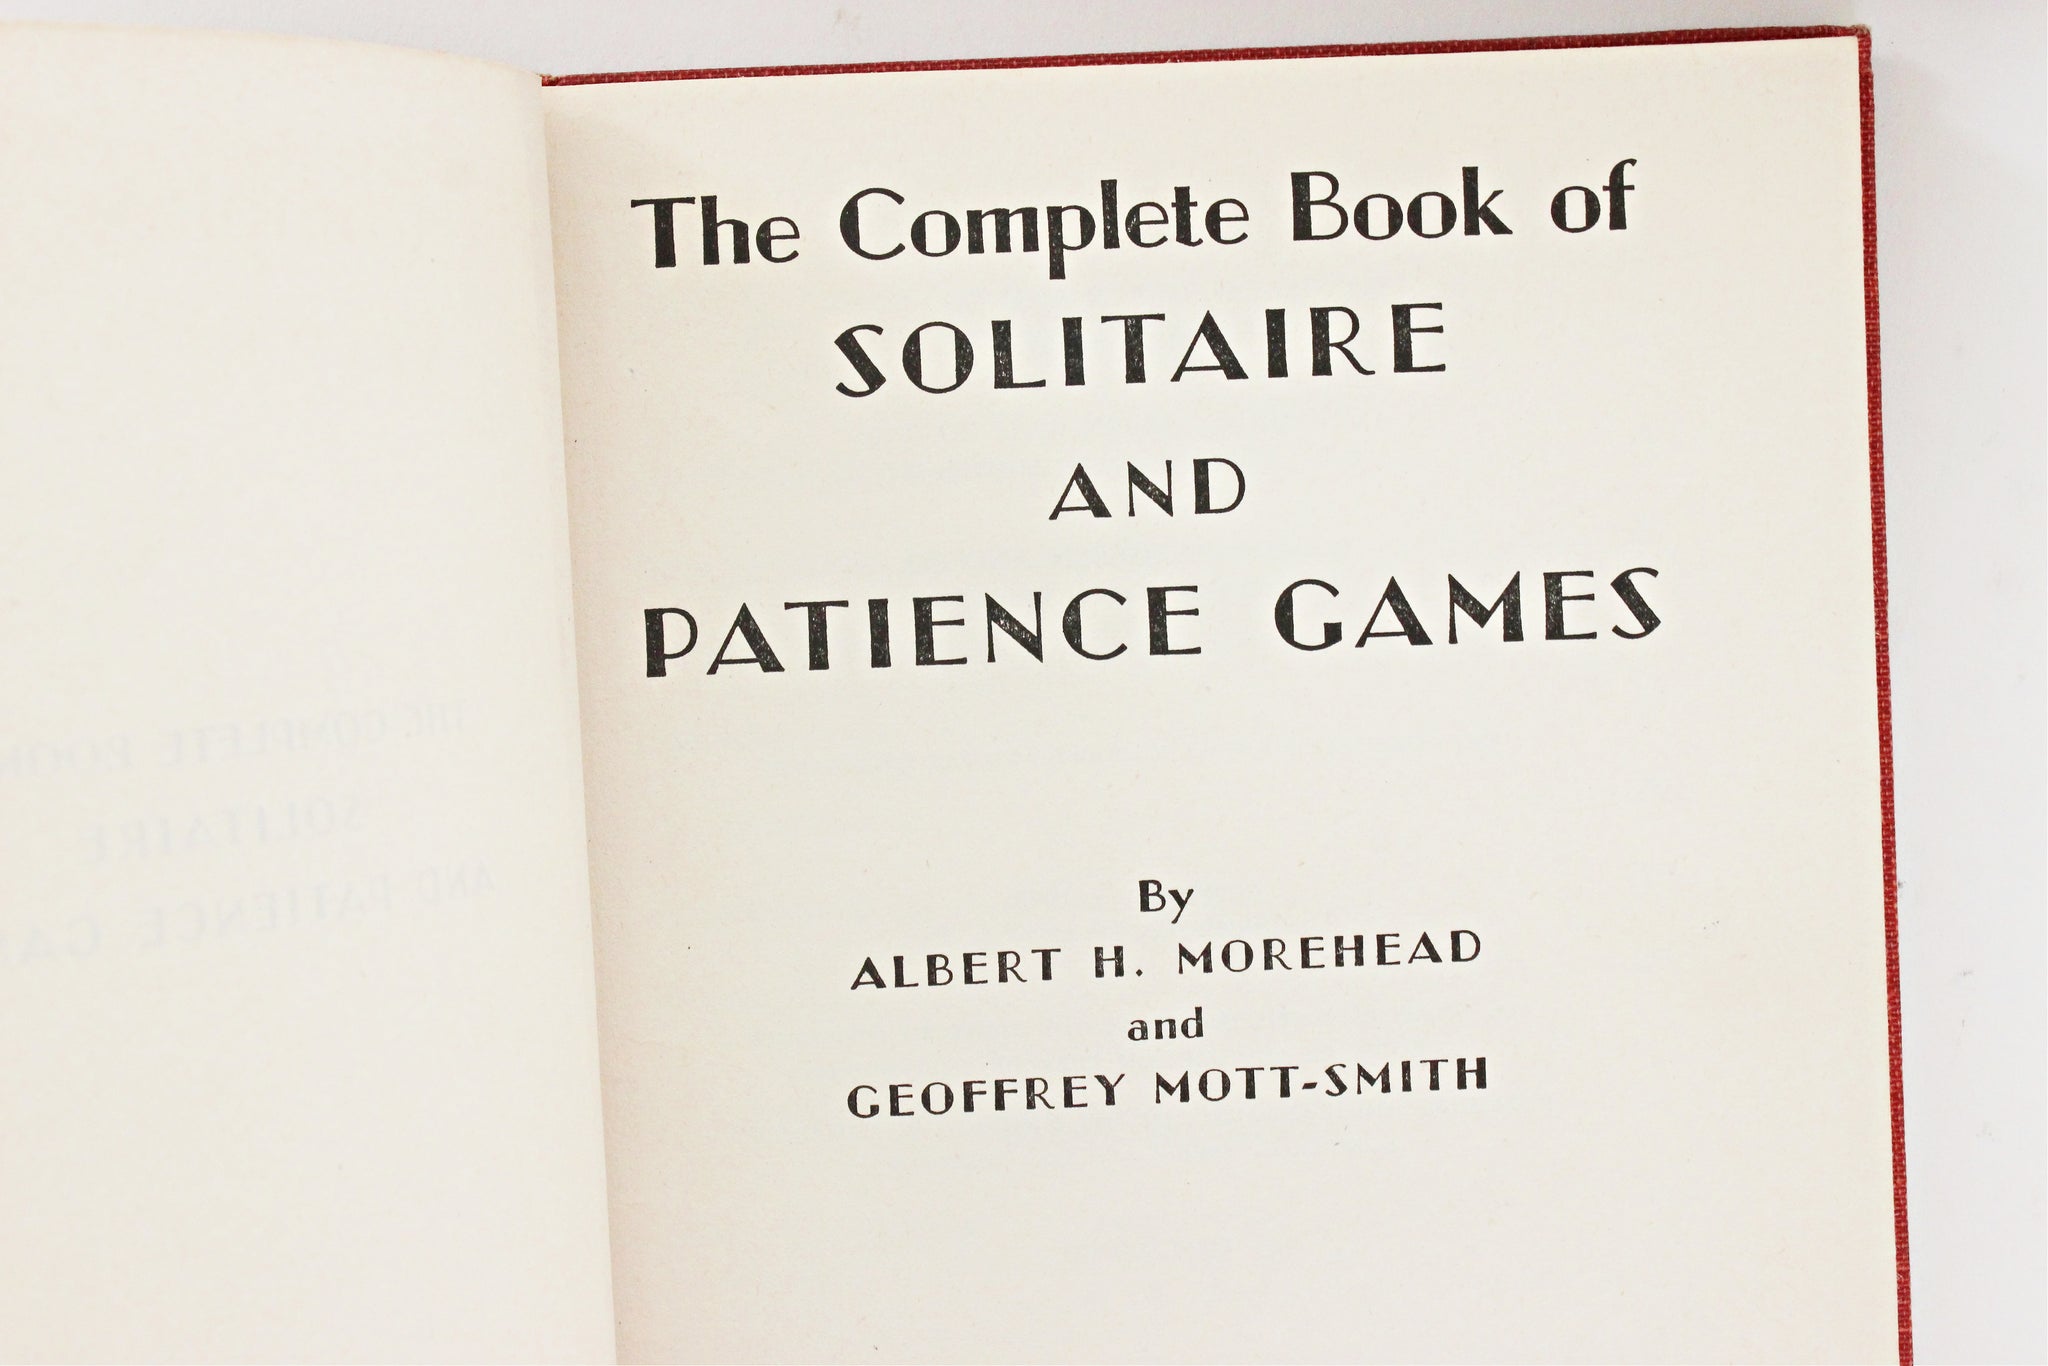 The Complete Book of
SOLITAIRE
AND
PATIENCE GAMES
By
ALBERT H. MOREHEAD
and
GEOFFREY MOTT-SMITH